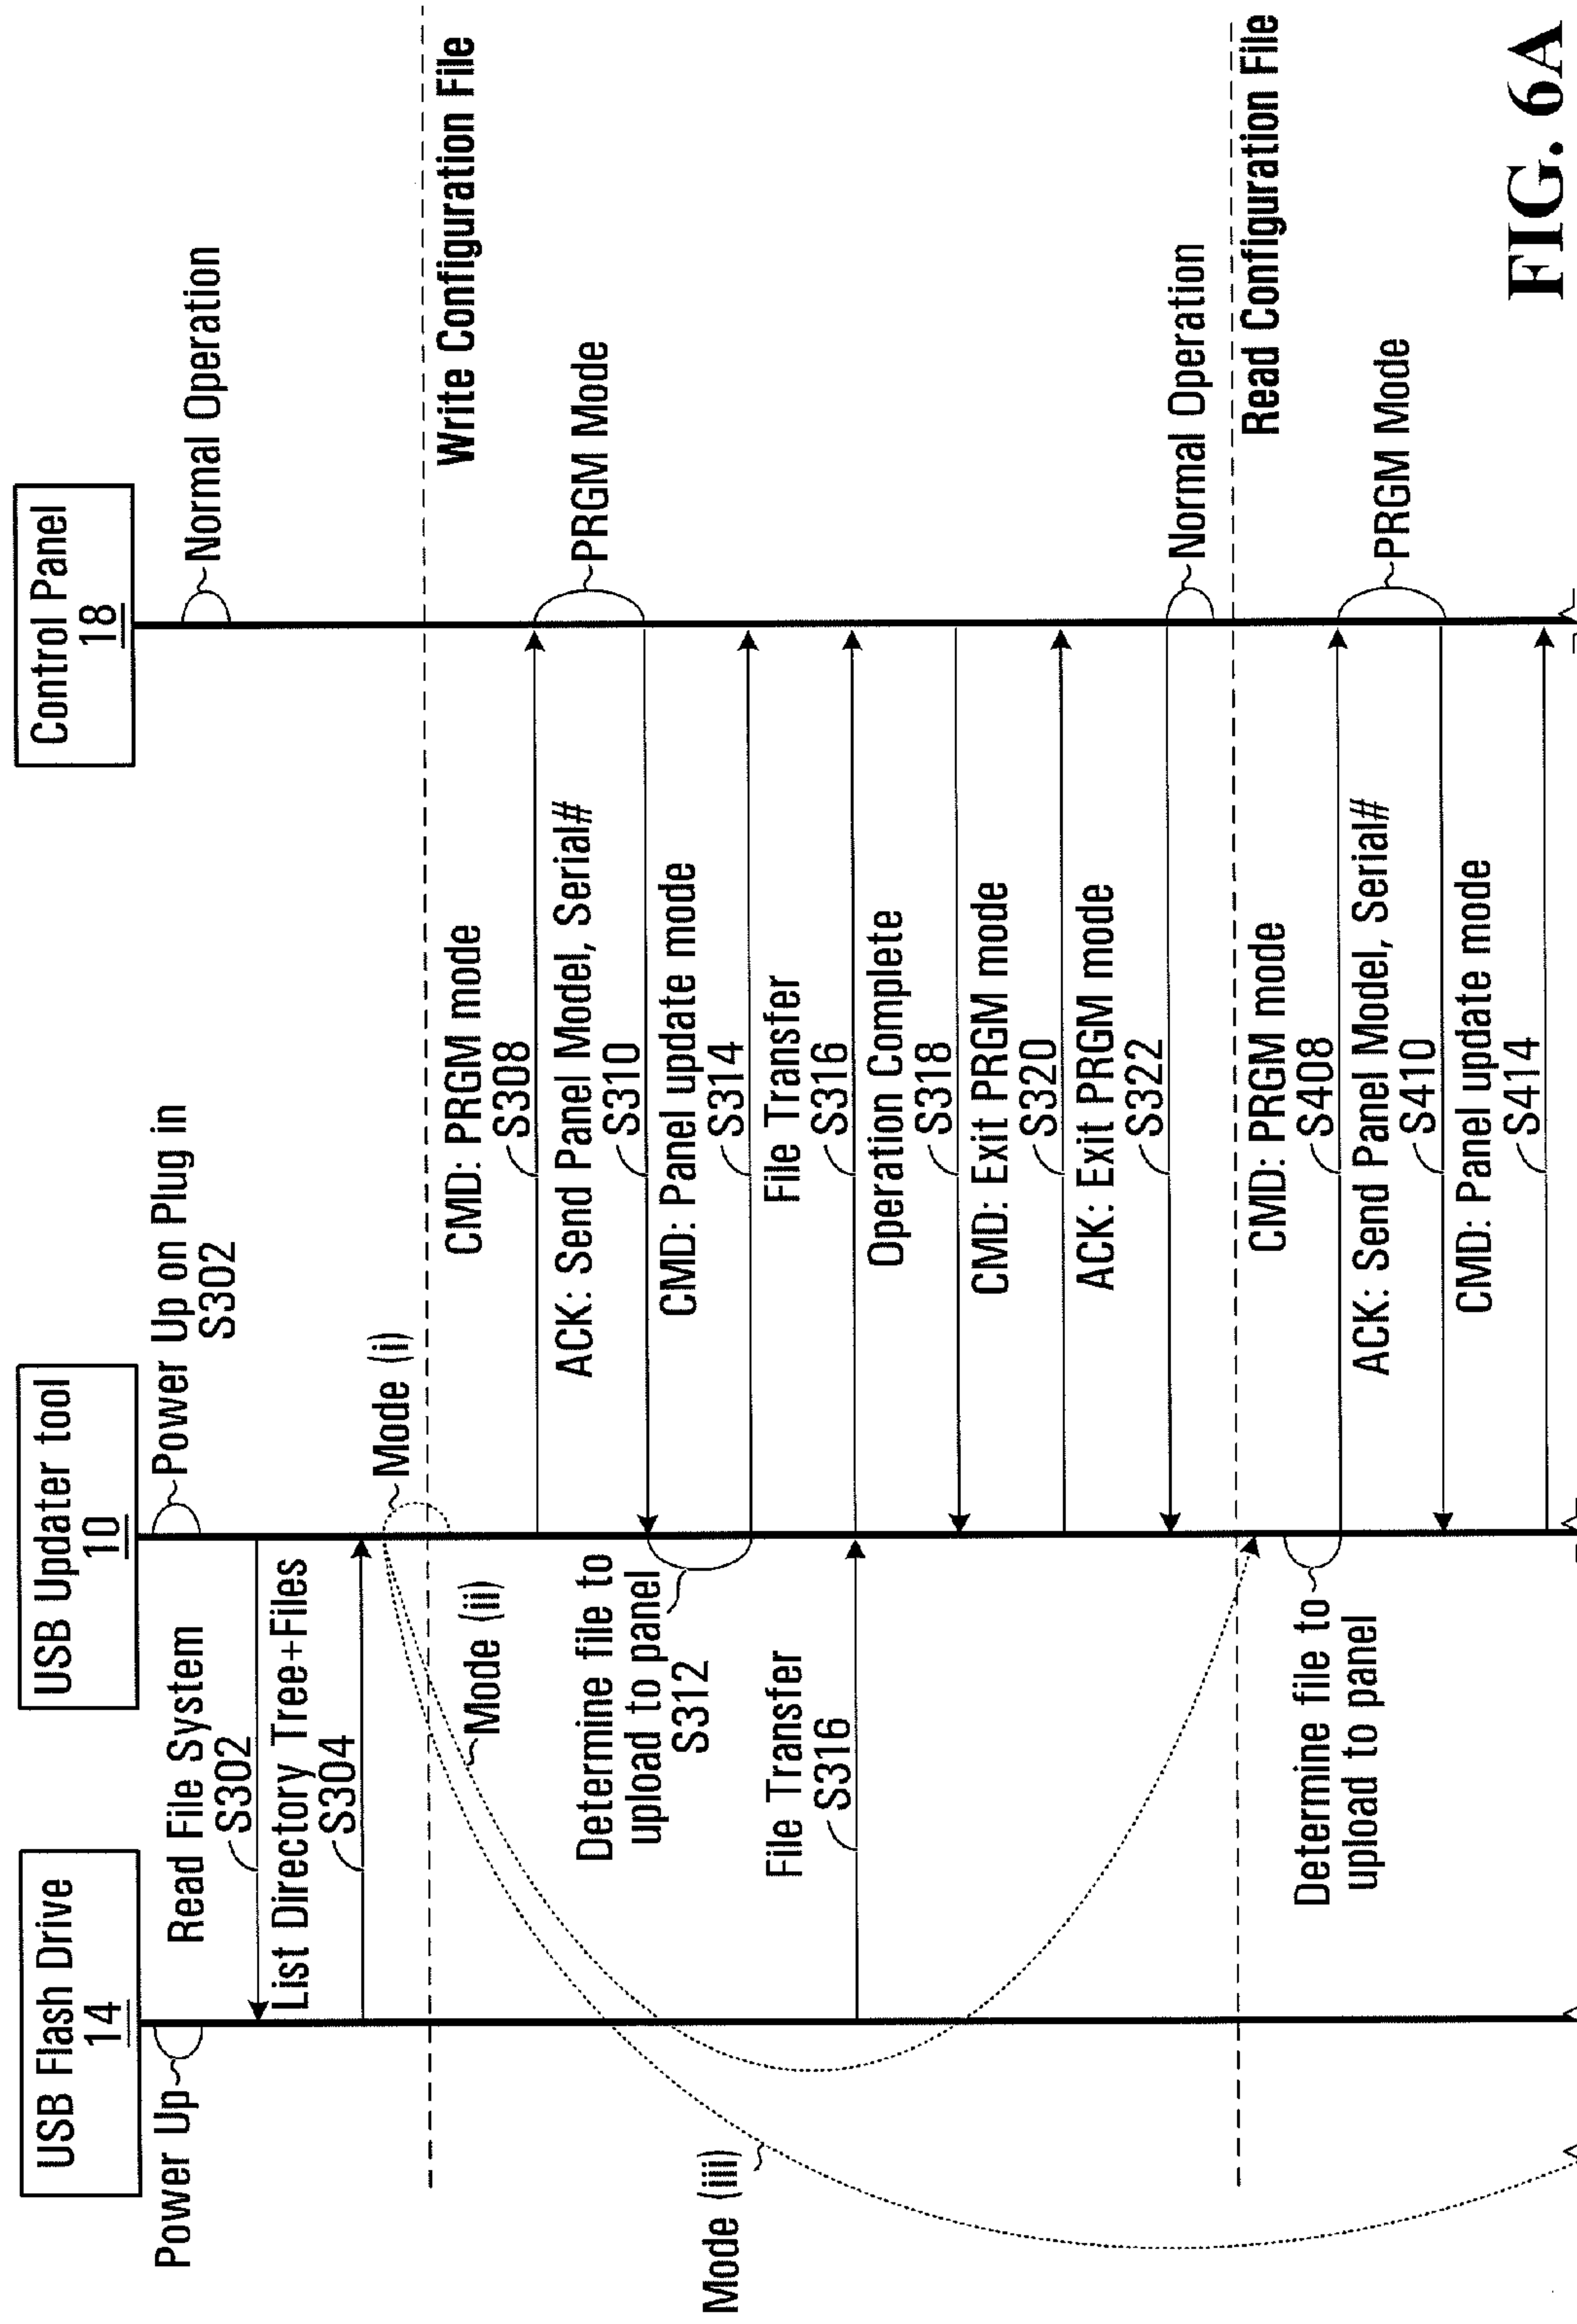 USB Flash Drive
14
USB Updater tool
10
Control Panel
18
Power Up
Power Up on Plug in
S302
Normal Operation
Read File System
S302
List Directory Tree+Files
S304
Mode (i)
Mode (ii)
Mode (iii)
Write Configuration File
CMD: PRGM mode
S308
PRGM Mode
ACK: Send Panel Model, Serial#
S310
Determine file to
upload to panel
S312
CMD: Panel update mode
S314
File Transfer
S316
File Transfer
S316
Operation Complete
S318
CMD: Exit PRGM mode
S320
ACK: Exit PRGM mode
S322
Normal Operation
Read Configuration File
Determine file to
upload to panel
CMD: PRGM mode
S408
PRGM Mode
ACK: Send Panel Model, Serial#
S410
CMD: Panel update mode
S414
FIG. 6A